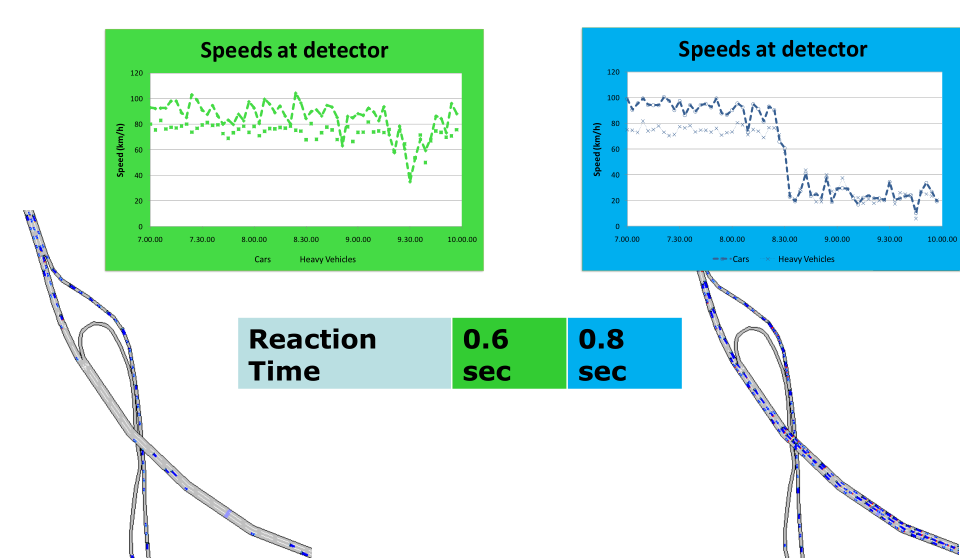 Speeds at detector
120
100
80
60
40
20
0
Speed (km/h)
7.00.00 7.30.00 8.00.00 8.30.00 9.00.00 9.30.00 10.00.00
Cars Heavy Vehicles
Speeds at detector
120
100
80
60
40
20
0
Speed (km/h)
7.00.00 7.30.00 8.00.00 8.30.00 9.00.00 9.30.00 10.00.00
Cars Heavy Vehicles
Reaction Time
0.6 sec
0.8 sec